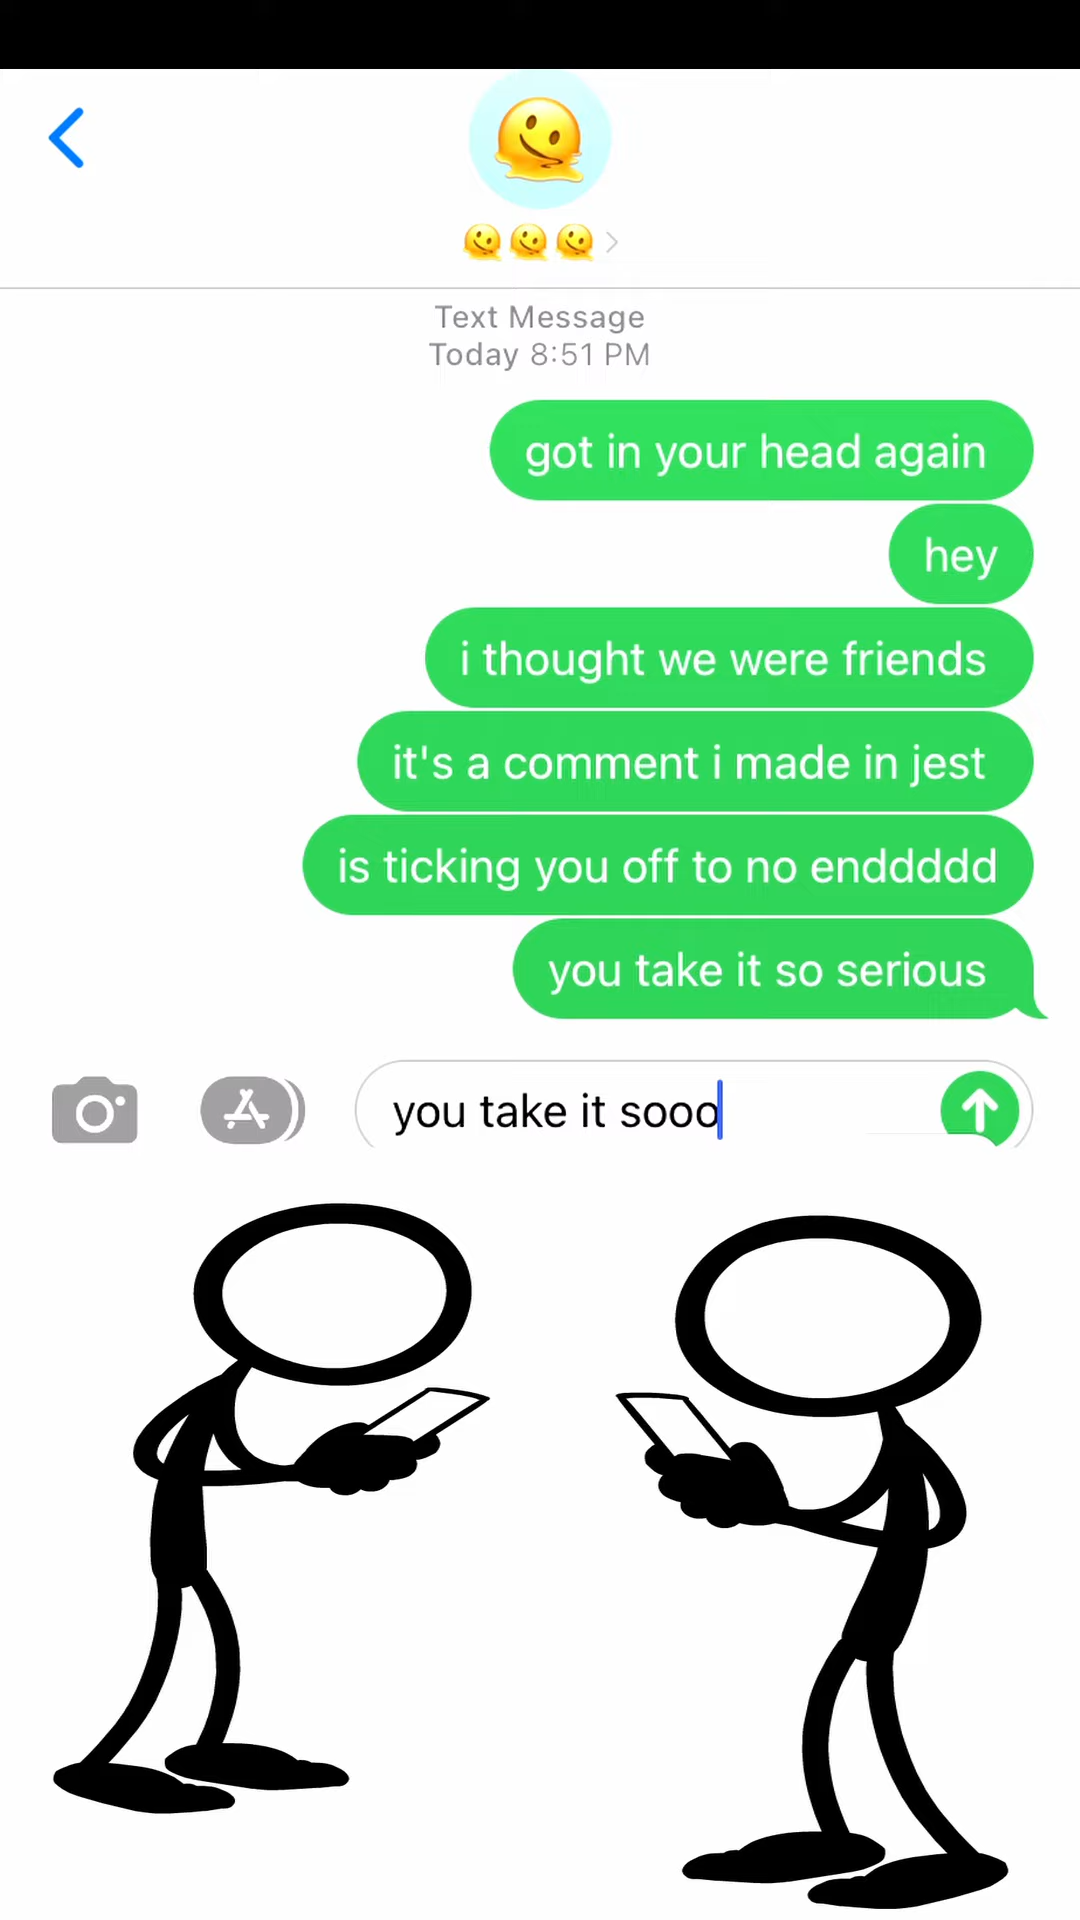 🫠🫠🫠
Text Message
Today 8:51 PM
got in your head again
hey
i thought we were friends
it's a comment i made in jest
is ticking you off to no enddddd
you take it so serious
you take it sooo